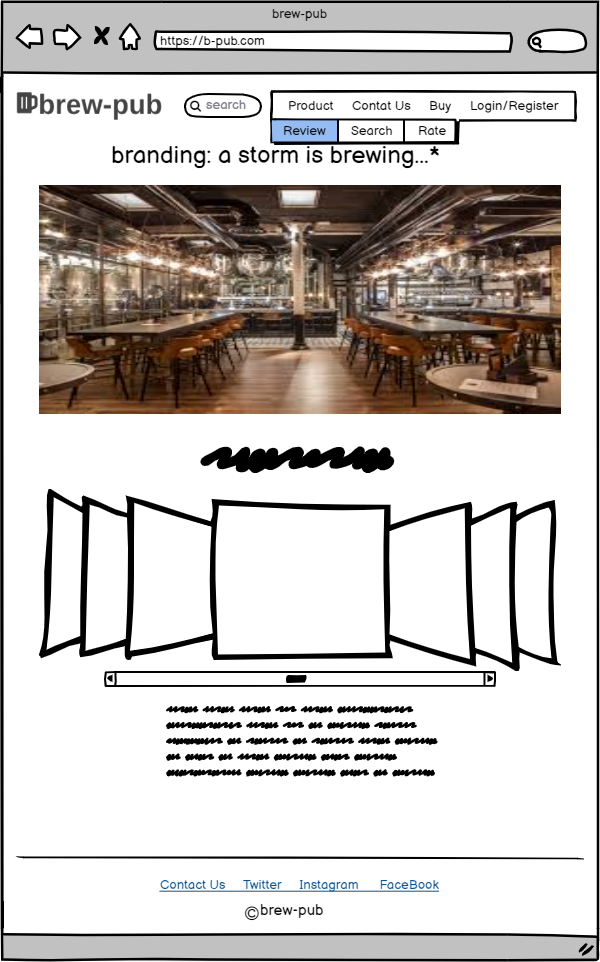 brew-pub
https://b-pub.com
brew-pub
search
Product Contat Us Buy Login/Register
Review Search Rate
branding: a storm is brewing...*
Contact Us Twitter Instagram FaceBook
©brew-pub